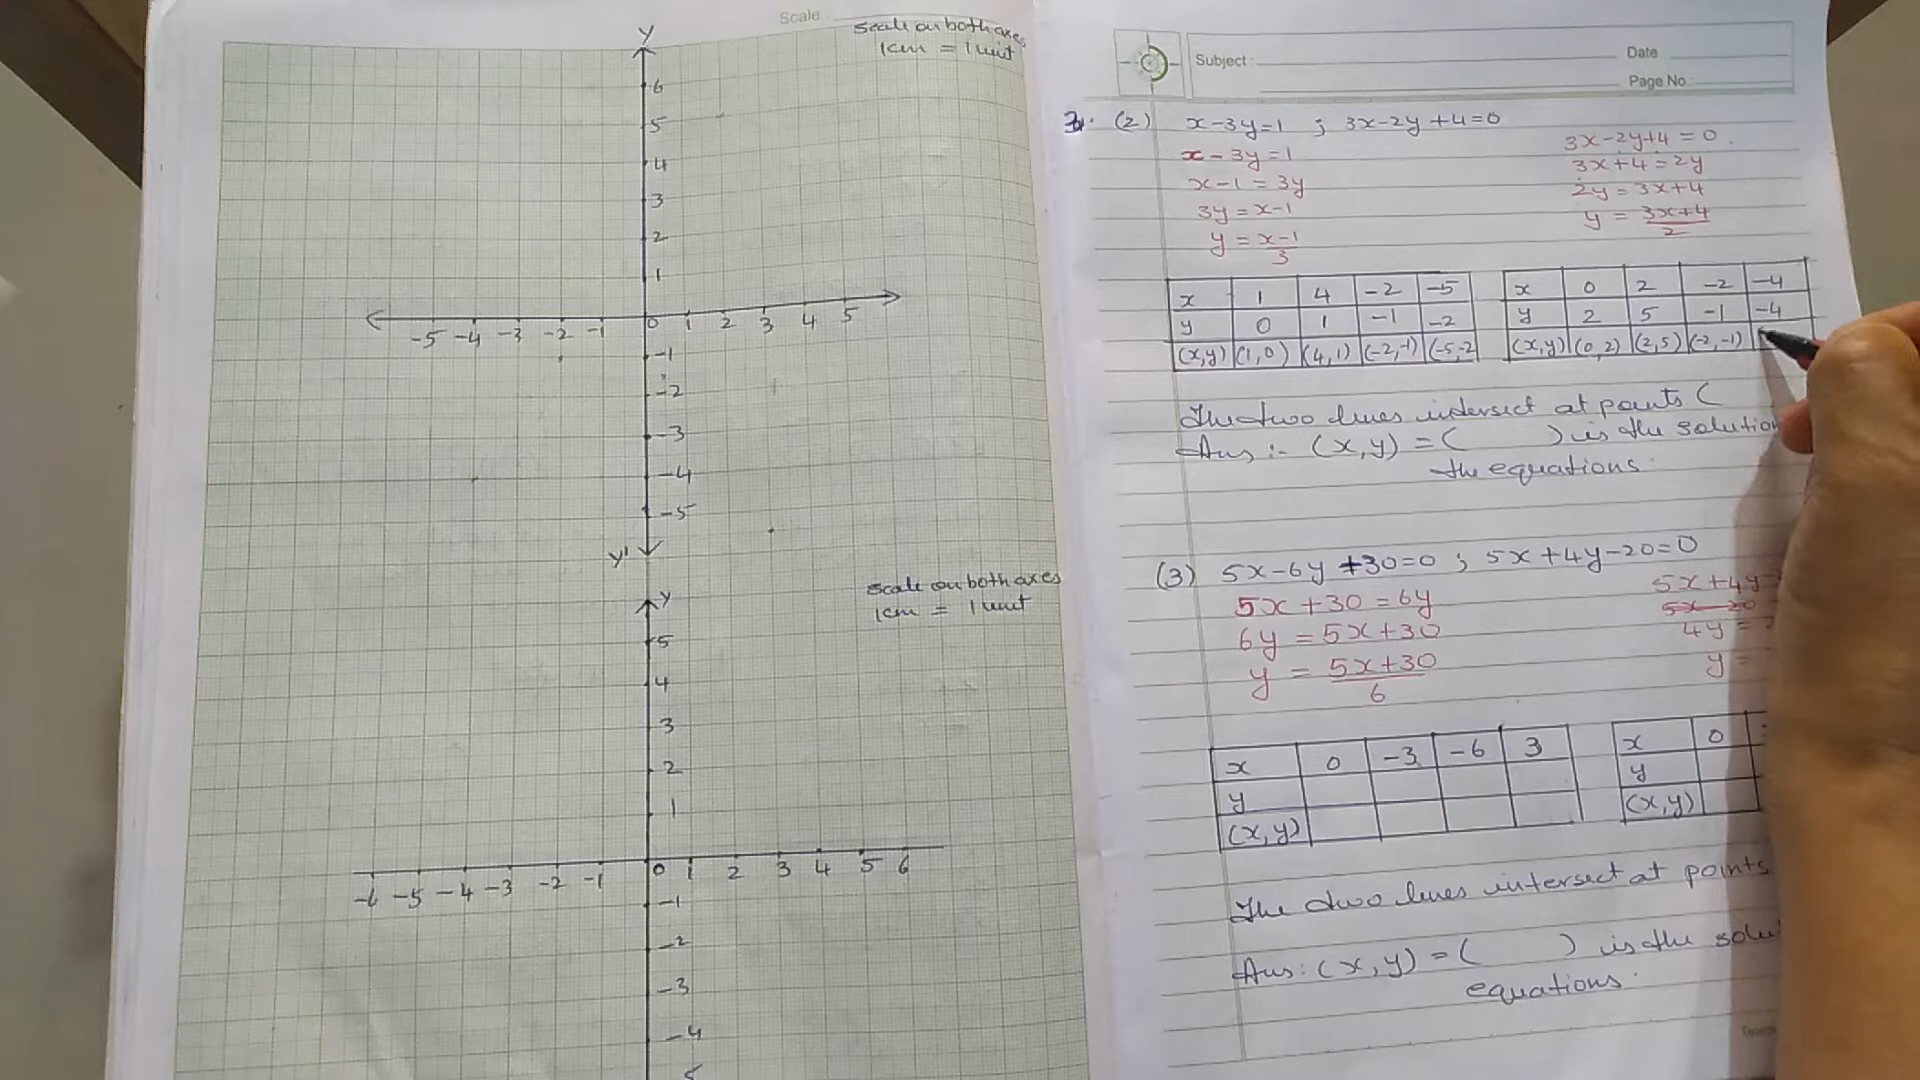 Scale
scale on both axes
1cm = 1 unit
Y
6
5
4
3
2
1
-5 -4 -3 -2 -1 0 1 2 3 4 5
-1
-2
-3
-4
-5
Y'
scale on both axes
1cm = 1 unit
Y
5
4
3
2
1
-6 -5 -4 -3 -2 -1 0 1 2 3 4 5 6
-1
-2
-3
-4
Subject
Date
Page No.
(2) x-3y=1 ; 3x-2y+4=0
x-3y=1
x-1=3y
3y=x-1
y = x-1
3
3x-2y+4=0
3x+4=2y
2y=3x+4
y = 3x+4
2
x 1 4 -2 -5
y 0 1 -1 -2
(x,y) (1,0) (4,1) (-2,-1) (-5,-2
x 0 2 -2 -4
y 2 5 -1 -4
(x,y) (0,2) (2,5) (-2,-1)
The two lines intersect at points (
Ans :- (x,y) = ( ) is the solution
the equations.
(3) 5x-6y+30=0 ; 5x+4y-20=0
5x+30=6y
6y=5x+30
y = 5x+30
6
5x+4y
5x-20
4y =
y =
x 0 -3 -6 3
y
(x,y)
x 0
y
(x,y)
The two lines intersect at points
Ans: (x,y) = ( ) is the solu
equations.